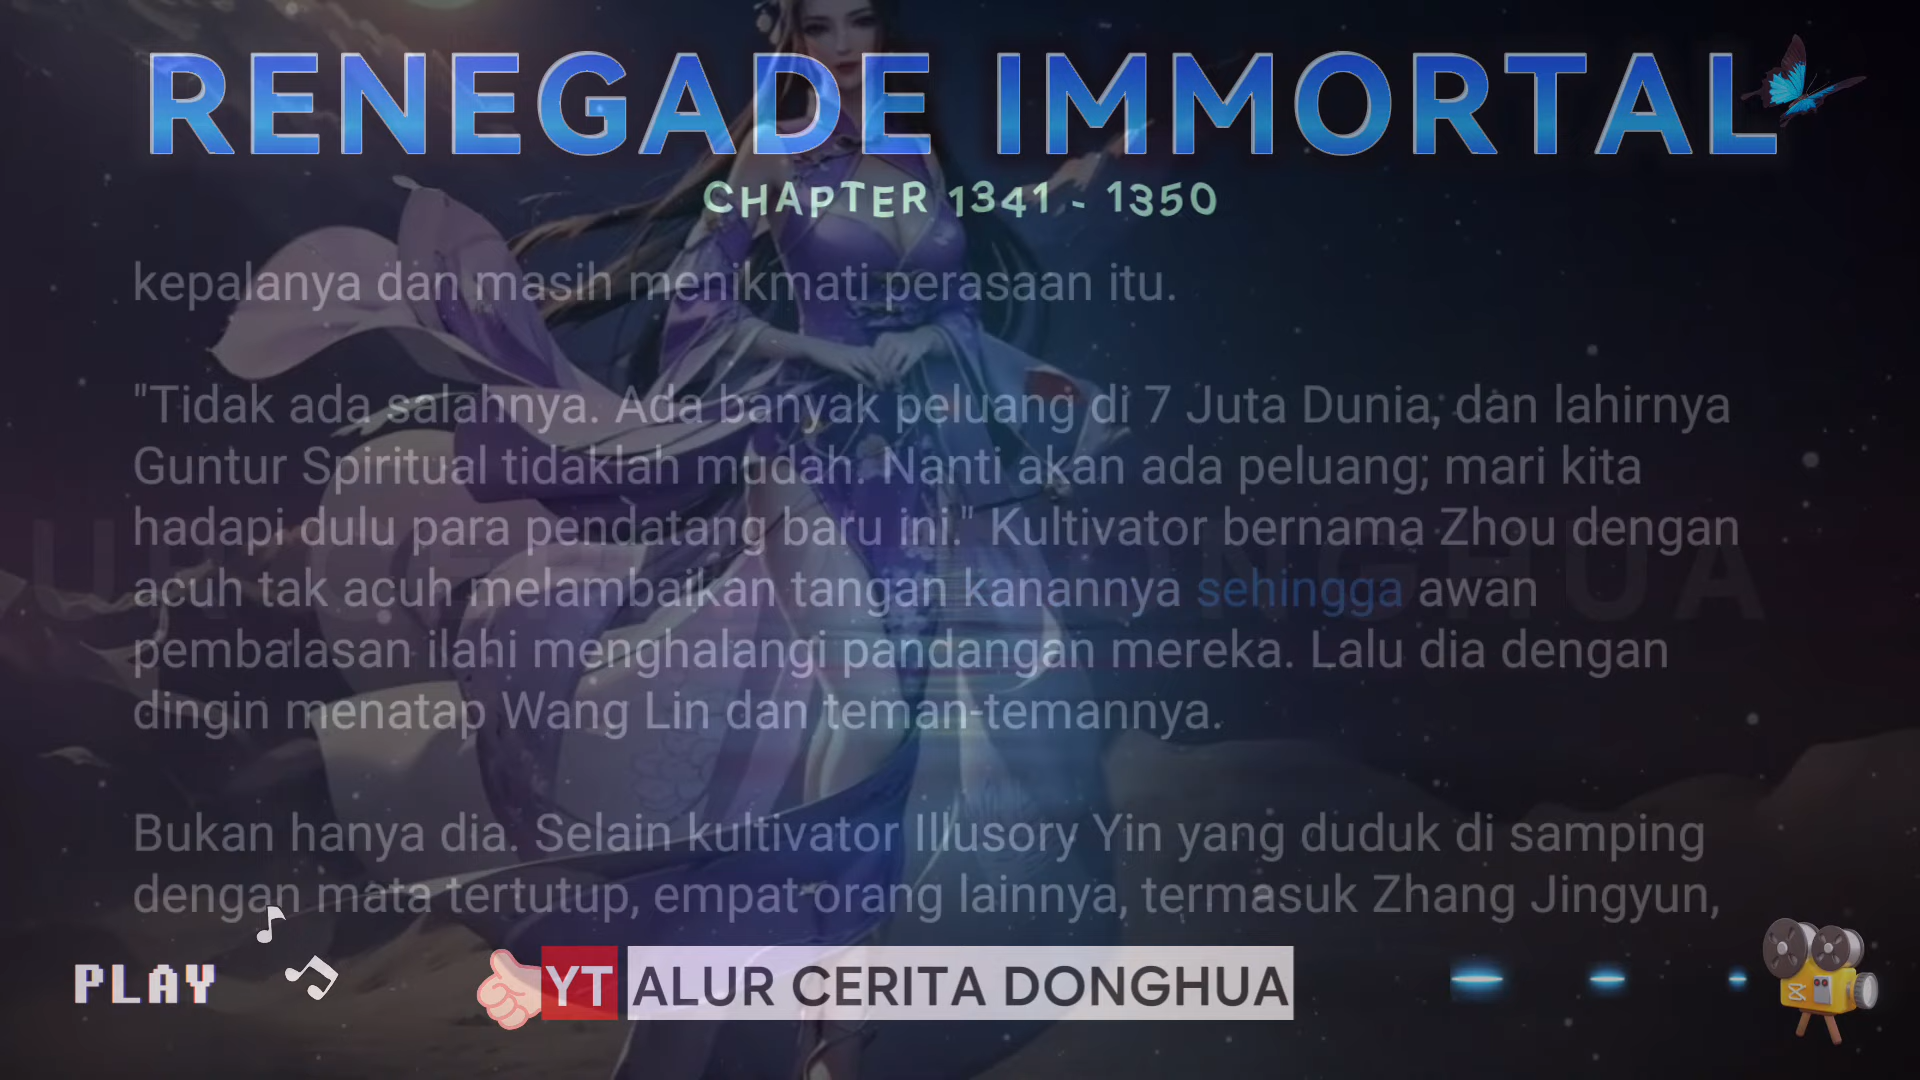 RENEGADE IMMORTAL
CHAPTER 1341 - 1350
kepalanya dan masih menikmati perasaan itu.
"Tidak ada salahnya. Ada banyak peluang di 7 Juta Dunia, dan lahirnya
Guntur Spiritual tidaklah mudah. Nanti akan ada peluang; mari kita
hadapi dulu para pendatang baru ini." Kultivator bernama Zhou dengan
acuh tak acuh melambaikan tangan kanannya sehingga awan
pembalasan ilahi menghalangi pandangan mereka. Lalu dia dengan
dingin menatap Wang Lin dan teman-temannya.
Bukan hanya dia. Selain kultivator Illusory Yin yang duduk di samping
dengan mata tertutup, empat orang lainnya, termasuk Zhang Jingyun,
PLAY
YT ALUR CERITA DONGHUA